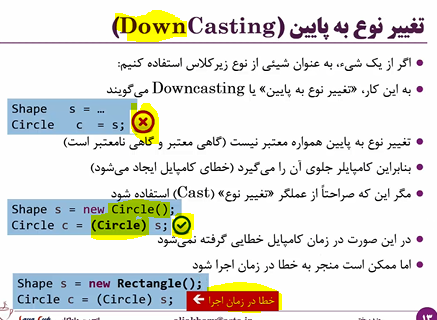 تغییر نوع به پایین (DownCasting)
اگر از یک شیء، به عنوان شیئی از نوع زیرکلاس استفاده کنیم:
به این کار، «تغییر نوع به پایین» یا Downcasting می‌گویند
Shape s = …
Circle c = s;
تغییر نوع به پایین همواره معتبر نیست (گاهی معتبر و گاهی نامعتبر است)
بنابراین کامپایلر جلوی آن را می‌گیرد (خطای کامپایل ایجاد می‌شود)
مگر این که صراحتاً از عملگر «تغییر نوع» (Cast) استفاده شود
Shape s = new Circle();
Circle c = (Circle) s;
در این صورت در زمان کامپایل خطایی گرفته نمی‌شود
اما ممکن است منجر به خطا در زمان اجرا شود
Shape s = new Rectangle();
Circle c = (Circle) s;
خطا در زمان اجرا
۱۳